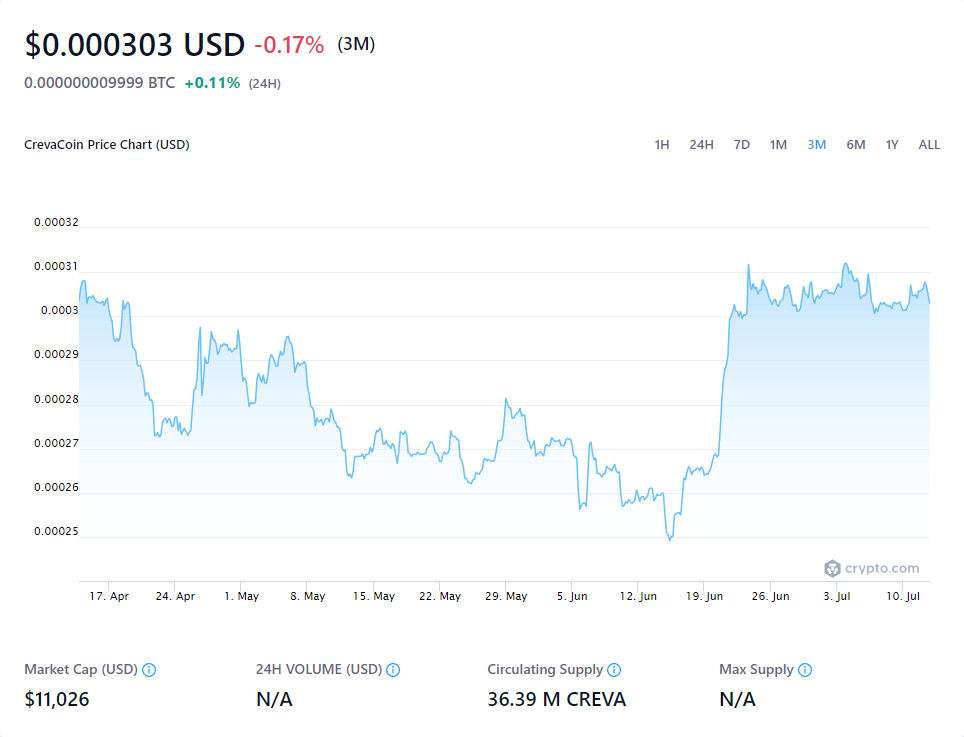 $0.000303 USD -0.17% (3M)
0.000000009999 BTC +0.11% (24H)
CrevaCoin Price Chart (USD) 1H 24H 7D 1M 3M 6M 1Y ALL
0.00032
0.00031
0.0003
0.00029
0.00028
0.00027
0.00026
0.00025
crypto.com
17. Apr 24. Apr 1. May 8. May 15. May 22. May 29. May 5. Jun 12. Jun 19. Jun 26. Jun 3. Jul 10. Jul
Market Cap (USD) 24H VOLUME (USD) Circulating Supply Max Supply
$11,026 N/A 36.39 M CREVA N/A